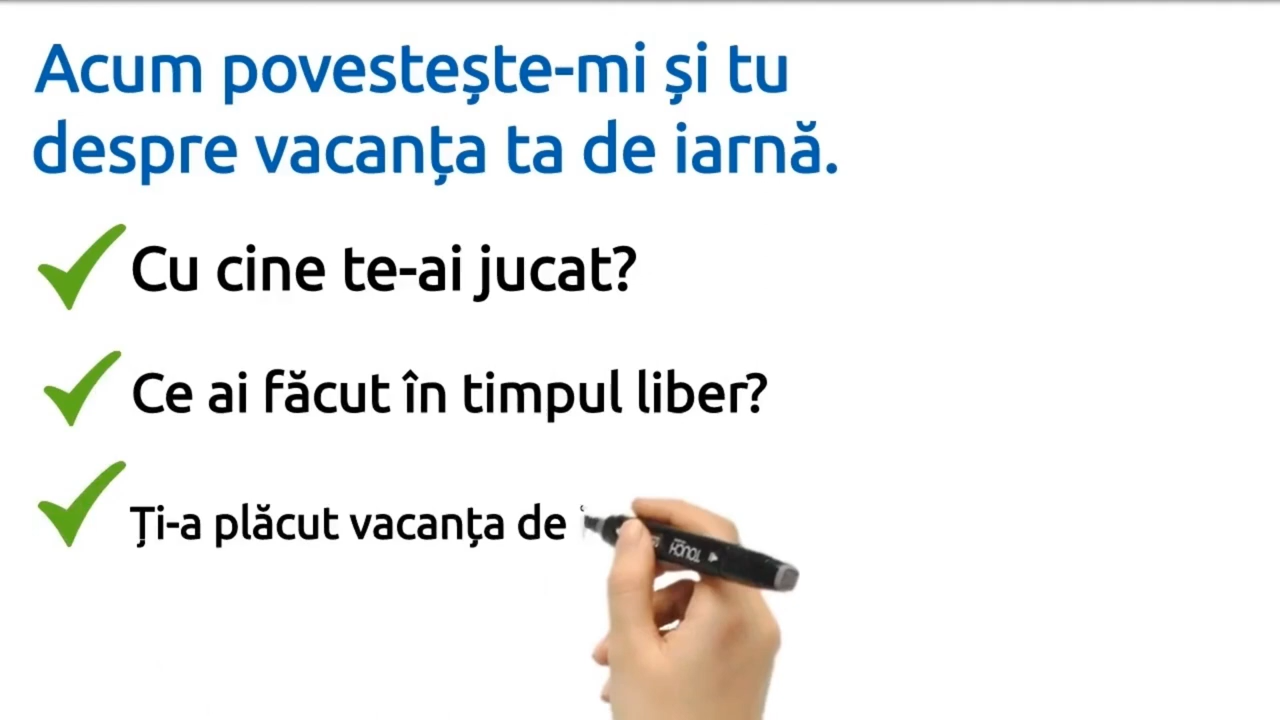 Acum povestește-mi și tu
despre vacanța ta de iarnă.
Cu cine te-ai jucat?
Ce ai făcut în timpul liber?
Ți-a plăcut vacanța de
TOUCH